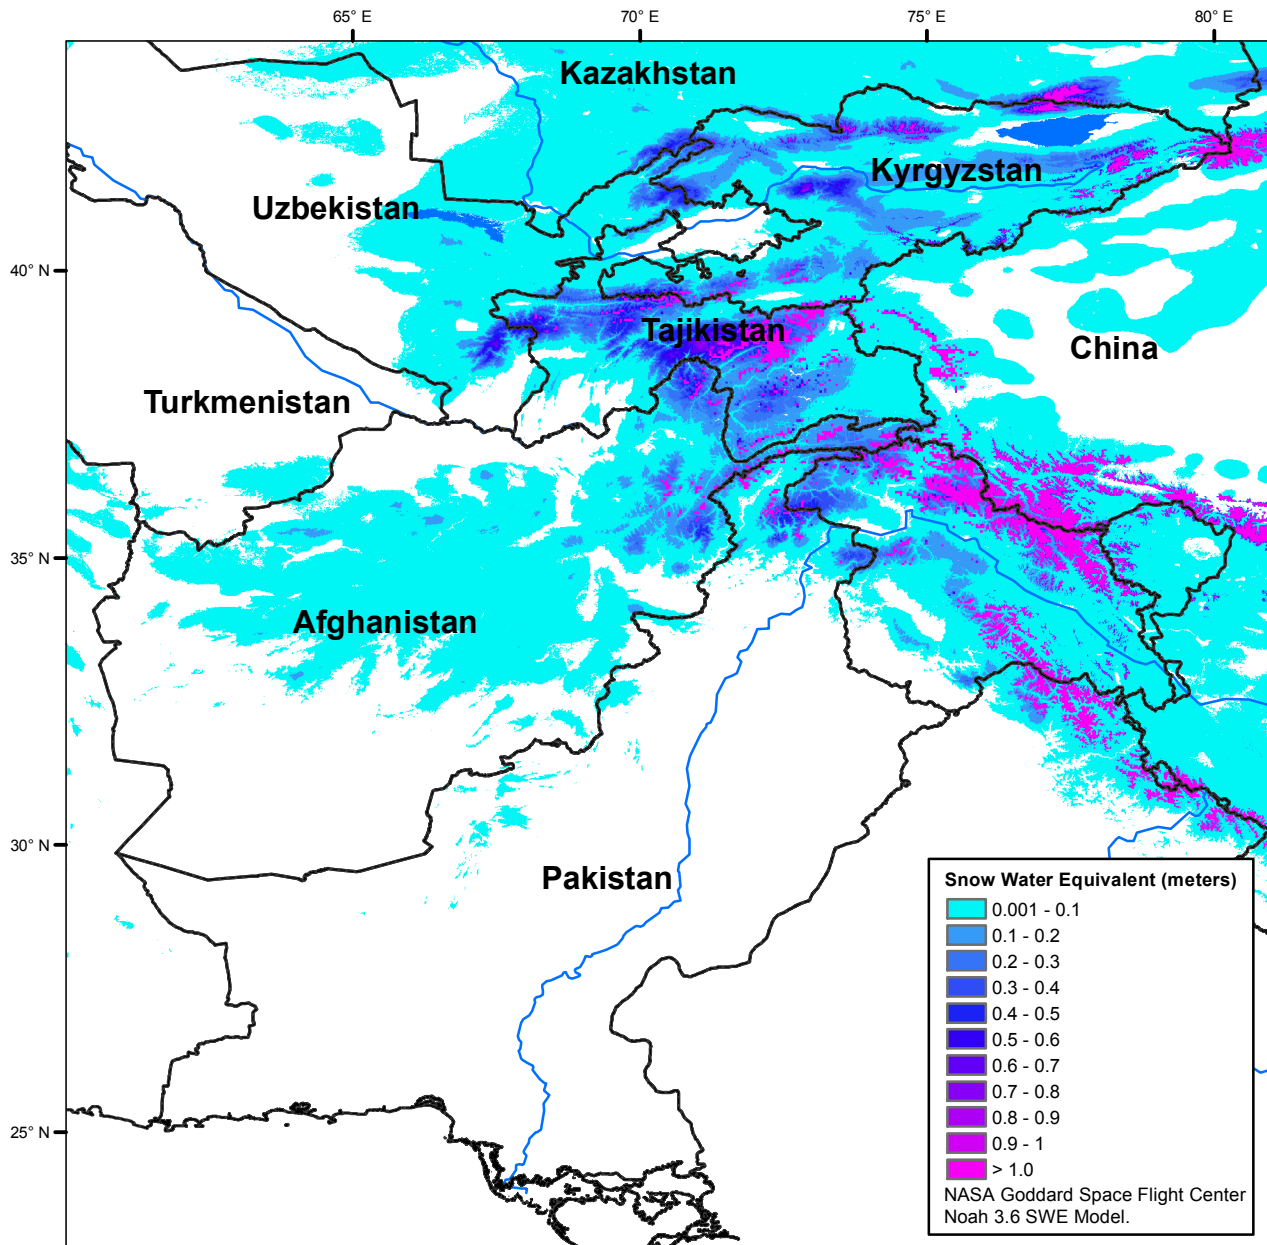 65° E
70° E
75° E
80° E
Kazakhstan
Kyrgyzstan
Uzbekistan
40° N
Tajikistan
China
Turkmenistan
35° N
Afghanistan
30° N
Pakistan
25° N
Snow Water Equivalent (meters)
0.001 - 0.1
0.1 - 0.2
0.2 - 0.3
0.3 - 0.4
0.4 - 0.5
0.5 - 0.6
0.6 - 0.7
0.7 - 0.8
0.8 - 0.9
0.9 - 1
> 1.0
NASA Goddard Space Flight Center
Noah 3.6 SWE Model.